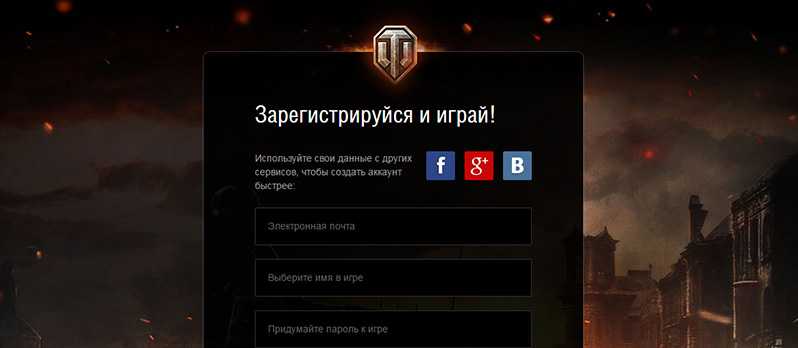 Зарегистрируйся и играй!
Используйте свои данные с других
сервисов, чтобы создать аккаунт
быстрее:
f g+ B
Электронная почта
Выберите имя в игре
Придумайте пароль к игре